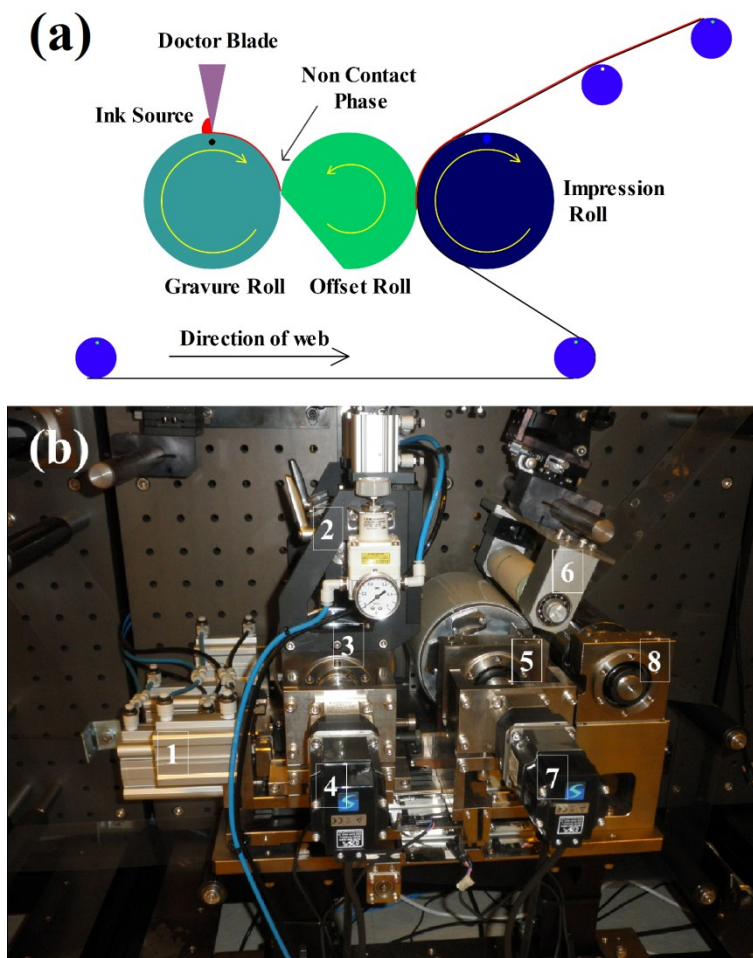 (a)
Doctor Blade
Non Contact
Phase
Ink Source
Impression
Roll
Gravure Roll
Offset Roll
Direction of web
(b)
2
6
3
5
8
1
4
7